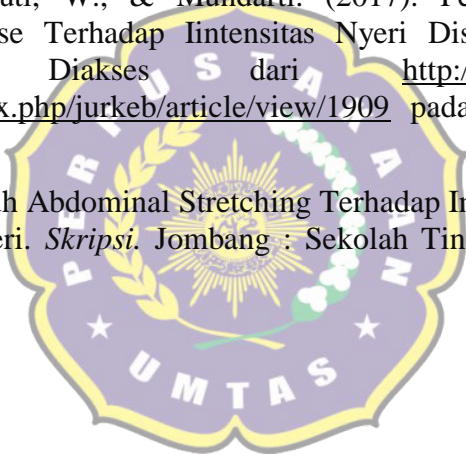 uti, W., & Mundarti. (2017). Pe
se Terhadap Iintensitas Nyeri Dis
Diakses dari http:/
x.php/jurkeb/article/view/1909 pada
h Abdominal Stretching Terhadap In
eri. Skripsi. Jombang : Sekolah Tin
PERPUSTAKAAN
UMTAS